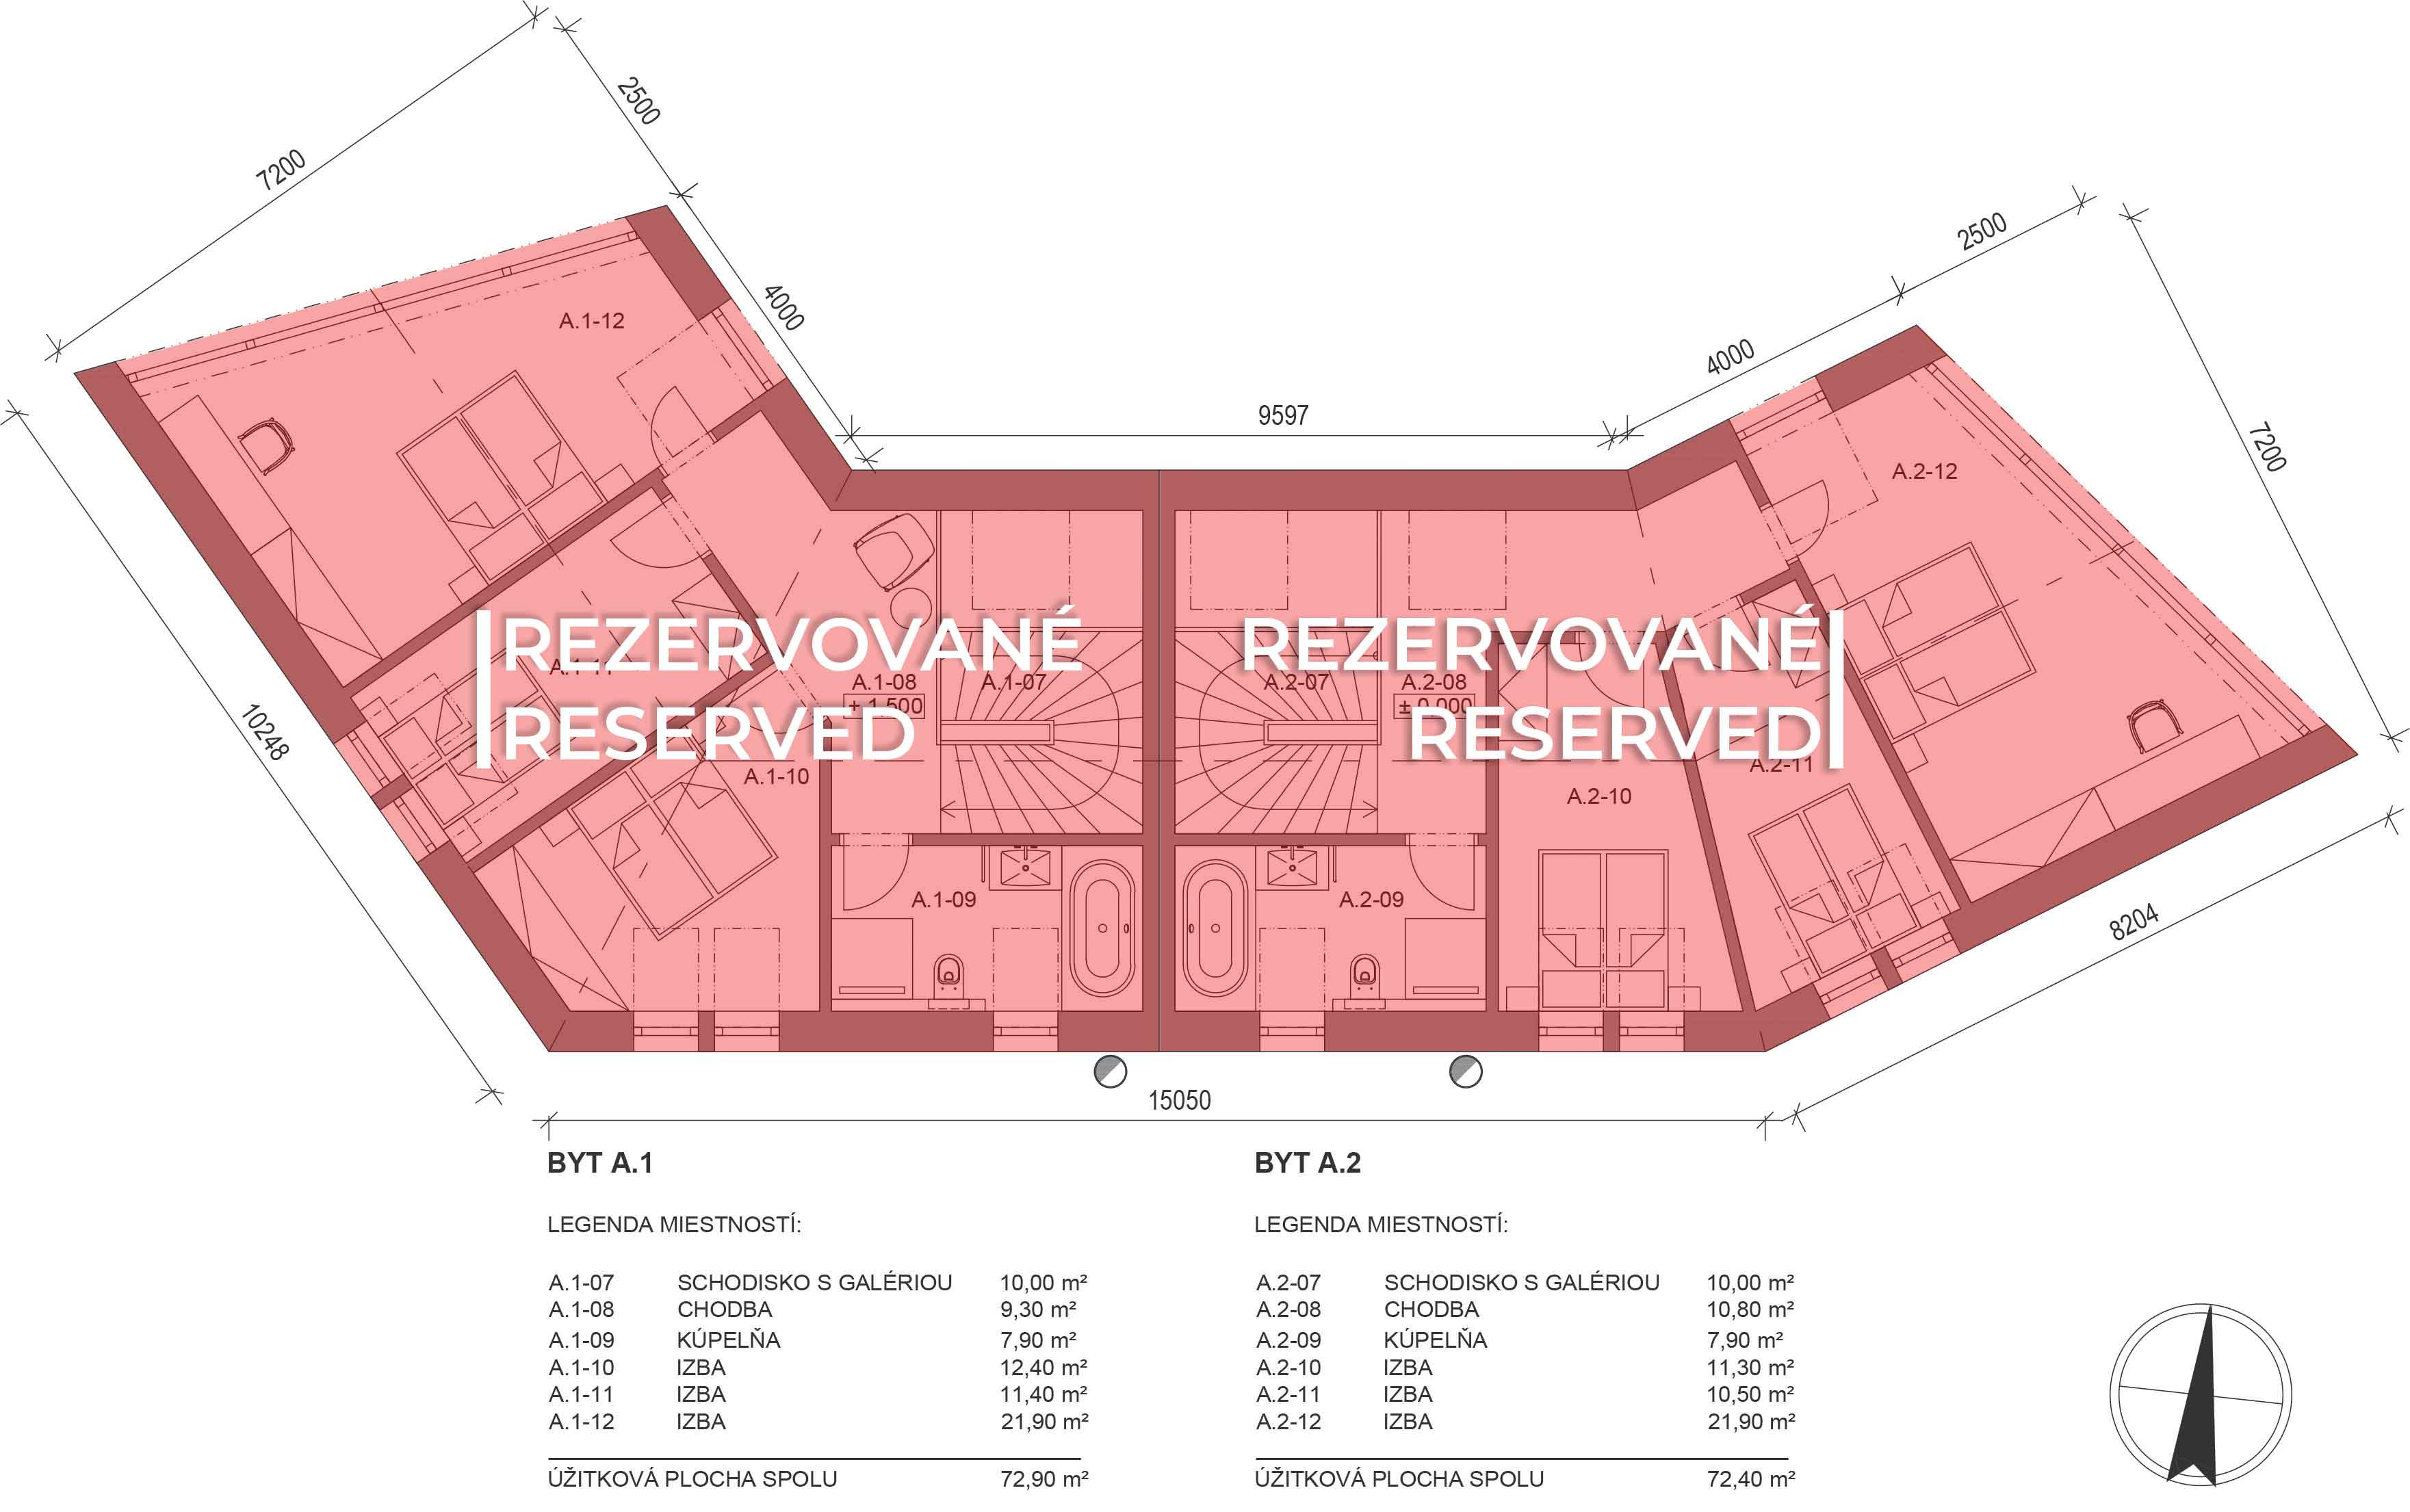 7200
2500
4000
A.1-12
9597
2500
4000
7200
A.2-12
REZERVOVANÉ
RESERVED
REZERVOVANÉ
RESERVED
A.1-11
A.1-08
± 1,500
A.1-07
A.2-07
A.2-08
± 0,000
10248
A.1-10
A.2-10
A.2-11
A.1-09
A.2-09
8204
15050
BYT A.1
LEGENDA MIESTNOSTÍ:
A.1-07 SCHODISKO S GALÉRIOU 10,00 m²
A.1-08 CHODBA 9,30 m²
A.1-09 KÚPELŇA 7,90 m²
A.1-10 IZBA 12,40 m²
A.1-11 IZBA 11,40 m²
A.1-12 IZBA 21,90 m²
ÚŽITKOVÁ PLOCHA SPOLU 72,90 m²
BYT A.2
LEGENDA MIESTNOSTÍ:
A.2-07 SCHODISKO S GALÉRIOU 10,00 m²
A.2-08 CHODBA 10,80 m²
A.2-09 KÚPELŇA 7,90 m²
A.2-10 IZBA 11,30 m²
A.2-11 IZBA 10,50 m²
A.2-12 IZBA 21,90 m²
ÚŽITKOVÁ PLOCHA SPOLU 72,40 m²